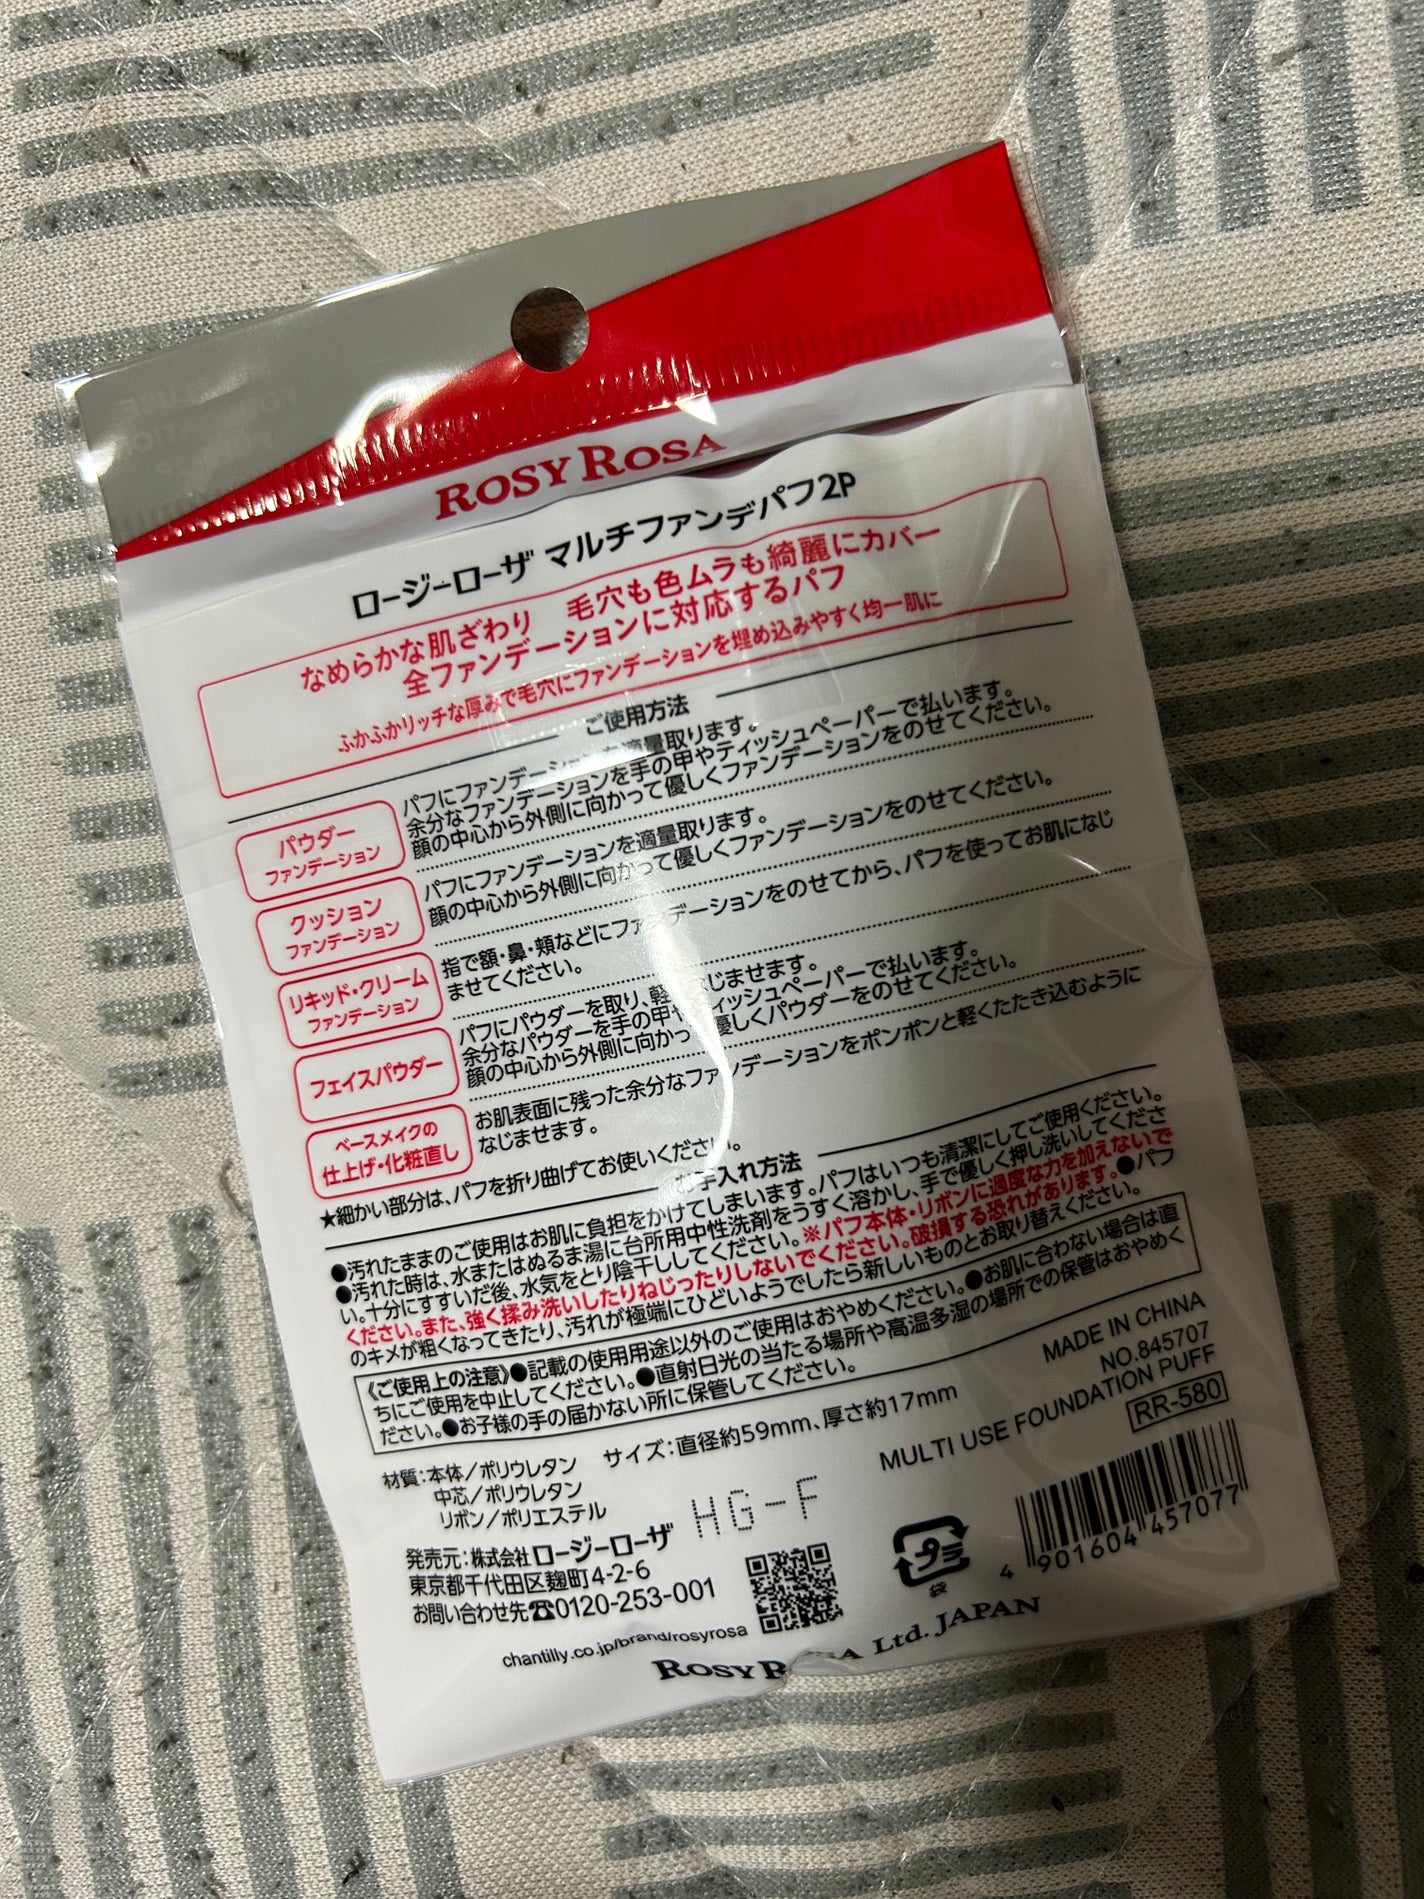 ROSY ROSA
ロージーローザ マルチファンデパフ2P
なめらかな肌ざわり 毛穴も色ムラも綺麗にカバー
全ファンデーションに対応するパフ
ふかふかリッチな厚みで毛穴にファンデーションを埋め込みやすく均一肌に
ご使用方法
パウダー
ファンデーション
パフにファンデーションを適量取ります。
余分なファンデーションを手の甲やティッシュペーパーで払います。
顔の中心から外側に向かって優しくファンデーションをのせてください。
クッション
ファンデーション
パフにファンデーションを適量取ります。
顔の中心から外側に向かって優しくファンデーションをのせてください。
リキッド・クリーム
ファンデーション
指で額・鼻・頬などにファンデーションをのせてから、パフを使ってお肌になじ
ませてください。
フェイスパウダー
パフにパウダーを取り、軽 じませます。
余分なパウダーを手の甲や ィッシュペーパーで払います。
顔の中心から外側に向かっ 優しくパウダーをのせてください。
ベースメイクの
仕上げ・化粧直し
お肌表面に残った余分なファンデーションをポンポンと軽くたたき込むように
なじませます。
★細かい部分は、パフを折り曲げてお使いください。
お手入れ方法
●汚れたままのご使用はお肌に負担をかけてしまいます。パフはいつも清潔にしてご使用ください。
●汚れた時は、水またはぬるま湯に台所用中性洗剤をうすく溶かし、手で優しく押し洗いしてくださ
い。十分にすすいだ後、水気をとり陰干ししてください。※パフ本体・リボンに過度な力を加えないで
ください。また、強く揉み洗いしたりねじったりしないでください。破損する恐れがあります。●パフ
のキメが粗くなってきたり、汚れが極端にひどいようでしたら新しいものとお取り替えください。
《ご使用上の注意》●記載の使用用途以外のご使用はおやめください。●お肌に合わない場合は直
ちにご使用を中止してください。●直射日光の当たる場所や高温多湿の場所での保管はおやめく
ださい。●お子様の手の届かない所に保管してください。
材質:本体/ポリウレタン
中芯/ポリウレタン
リボン/ポリエステル
サイズ:直径約59mm、厚さ約17mm
MADE IN CHINA
NO.845707
MULTI USE FOUNDATION PUFF
RR-580
HG-F
発売元:株式会社ロージーローザ
東京都千代田区麹町4-2-6
お問い合わせ先☎0120-253-001
chantilly.co.jp/brand/rosyrosa
プラ
袋
4 901604 457077
ROSY ROSA Ltd. JAPAN